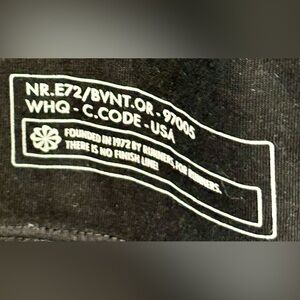 NR.E72/BVNT.OR - 97005
WHQ - C.CODE - USA
FOUNDED IN 1972 BY RUNNERS FOR RUNNERS.
THERE IS NO FINISH LINE!